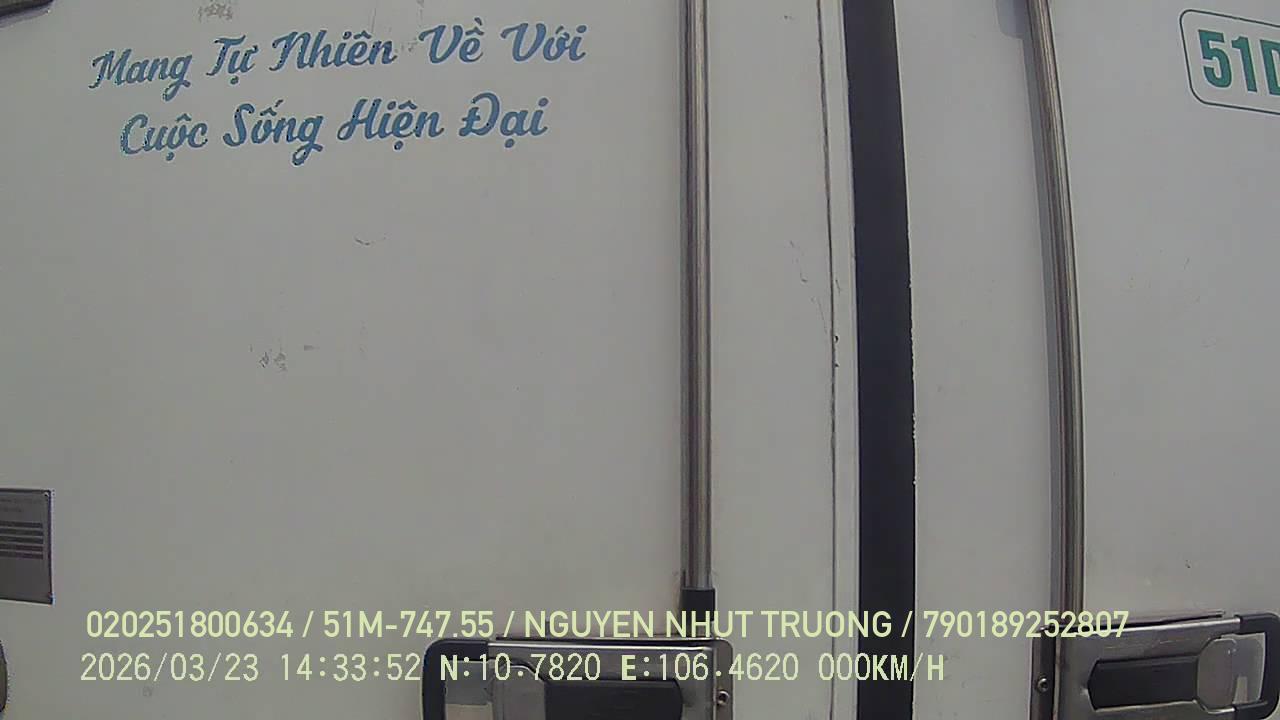 Mang Tự Nhiên Về Với
Cuộc Sống Hiện Đại
51D
020251800634 / 51M-747.55 / NGUYEN NHUT TRUONG / 790189252807
2026/03/23 14:33:52 N:10.7820 E:106.4620 000KM/H